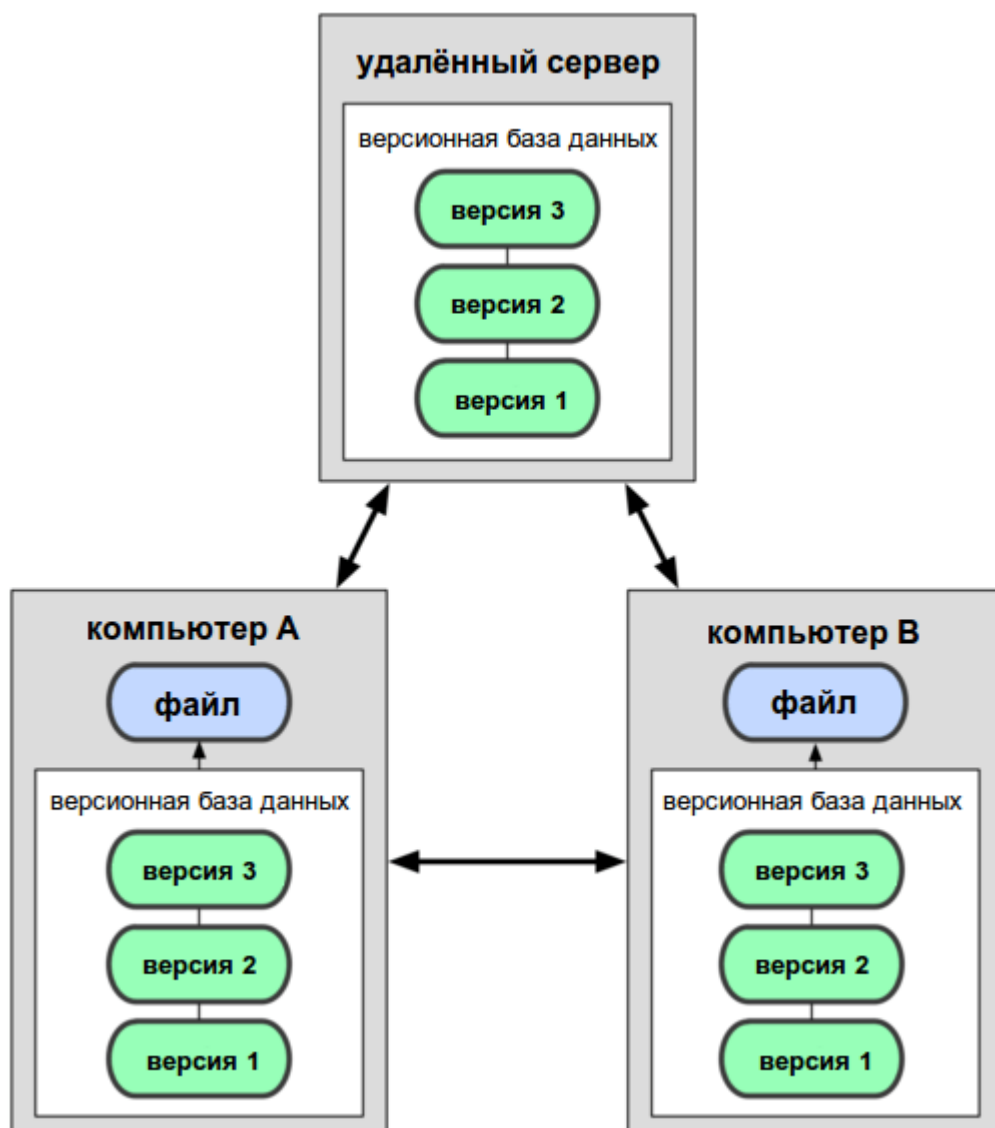 удалённый сервер
версионная база данных
версия 3
версия 2
версия 1
компьютер A
файл
версионная база данных
версия 3
версия 2
версия 1
компьютер B
файл
версионная база данных
версия 3
версия 2
версия 1